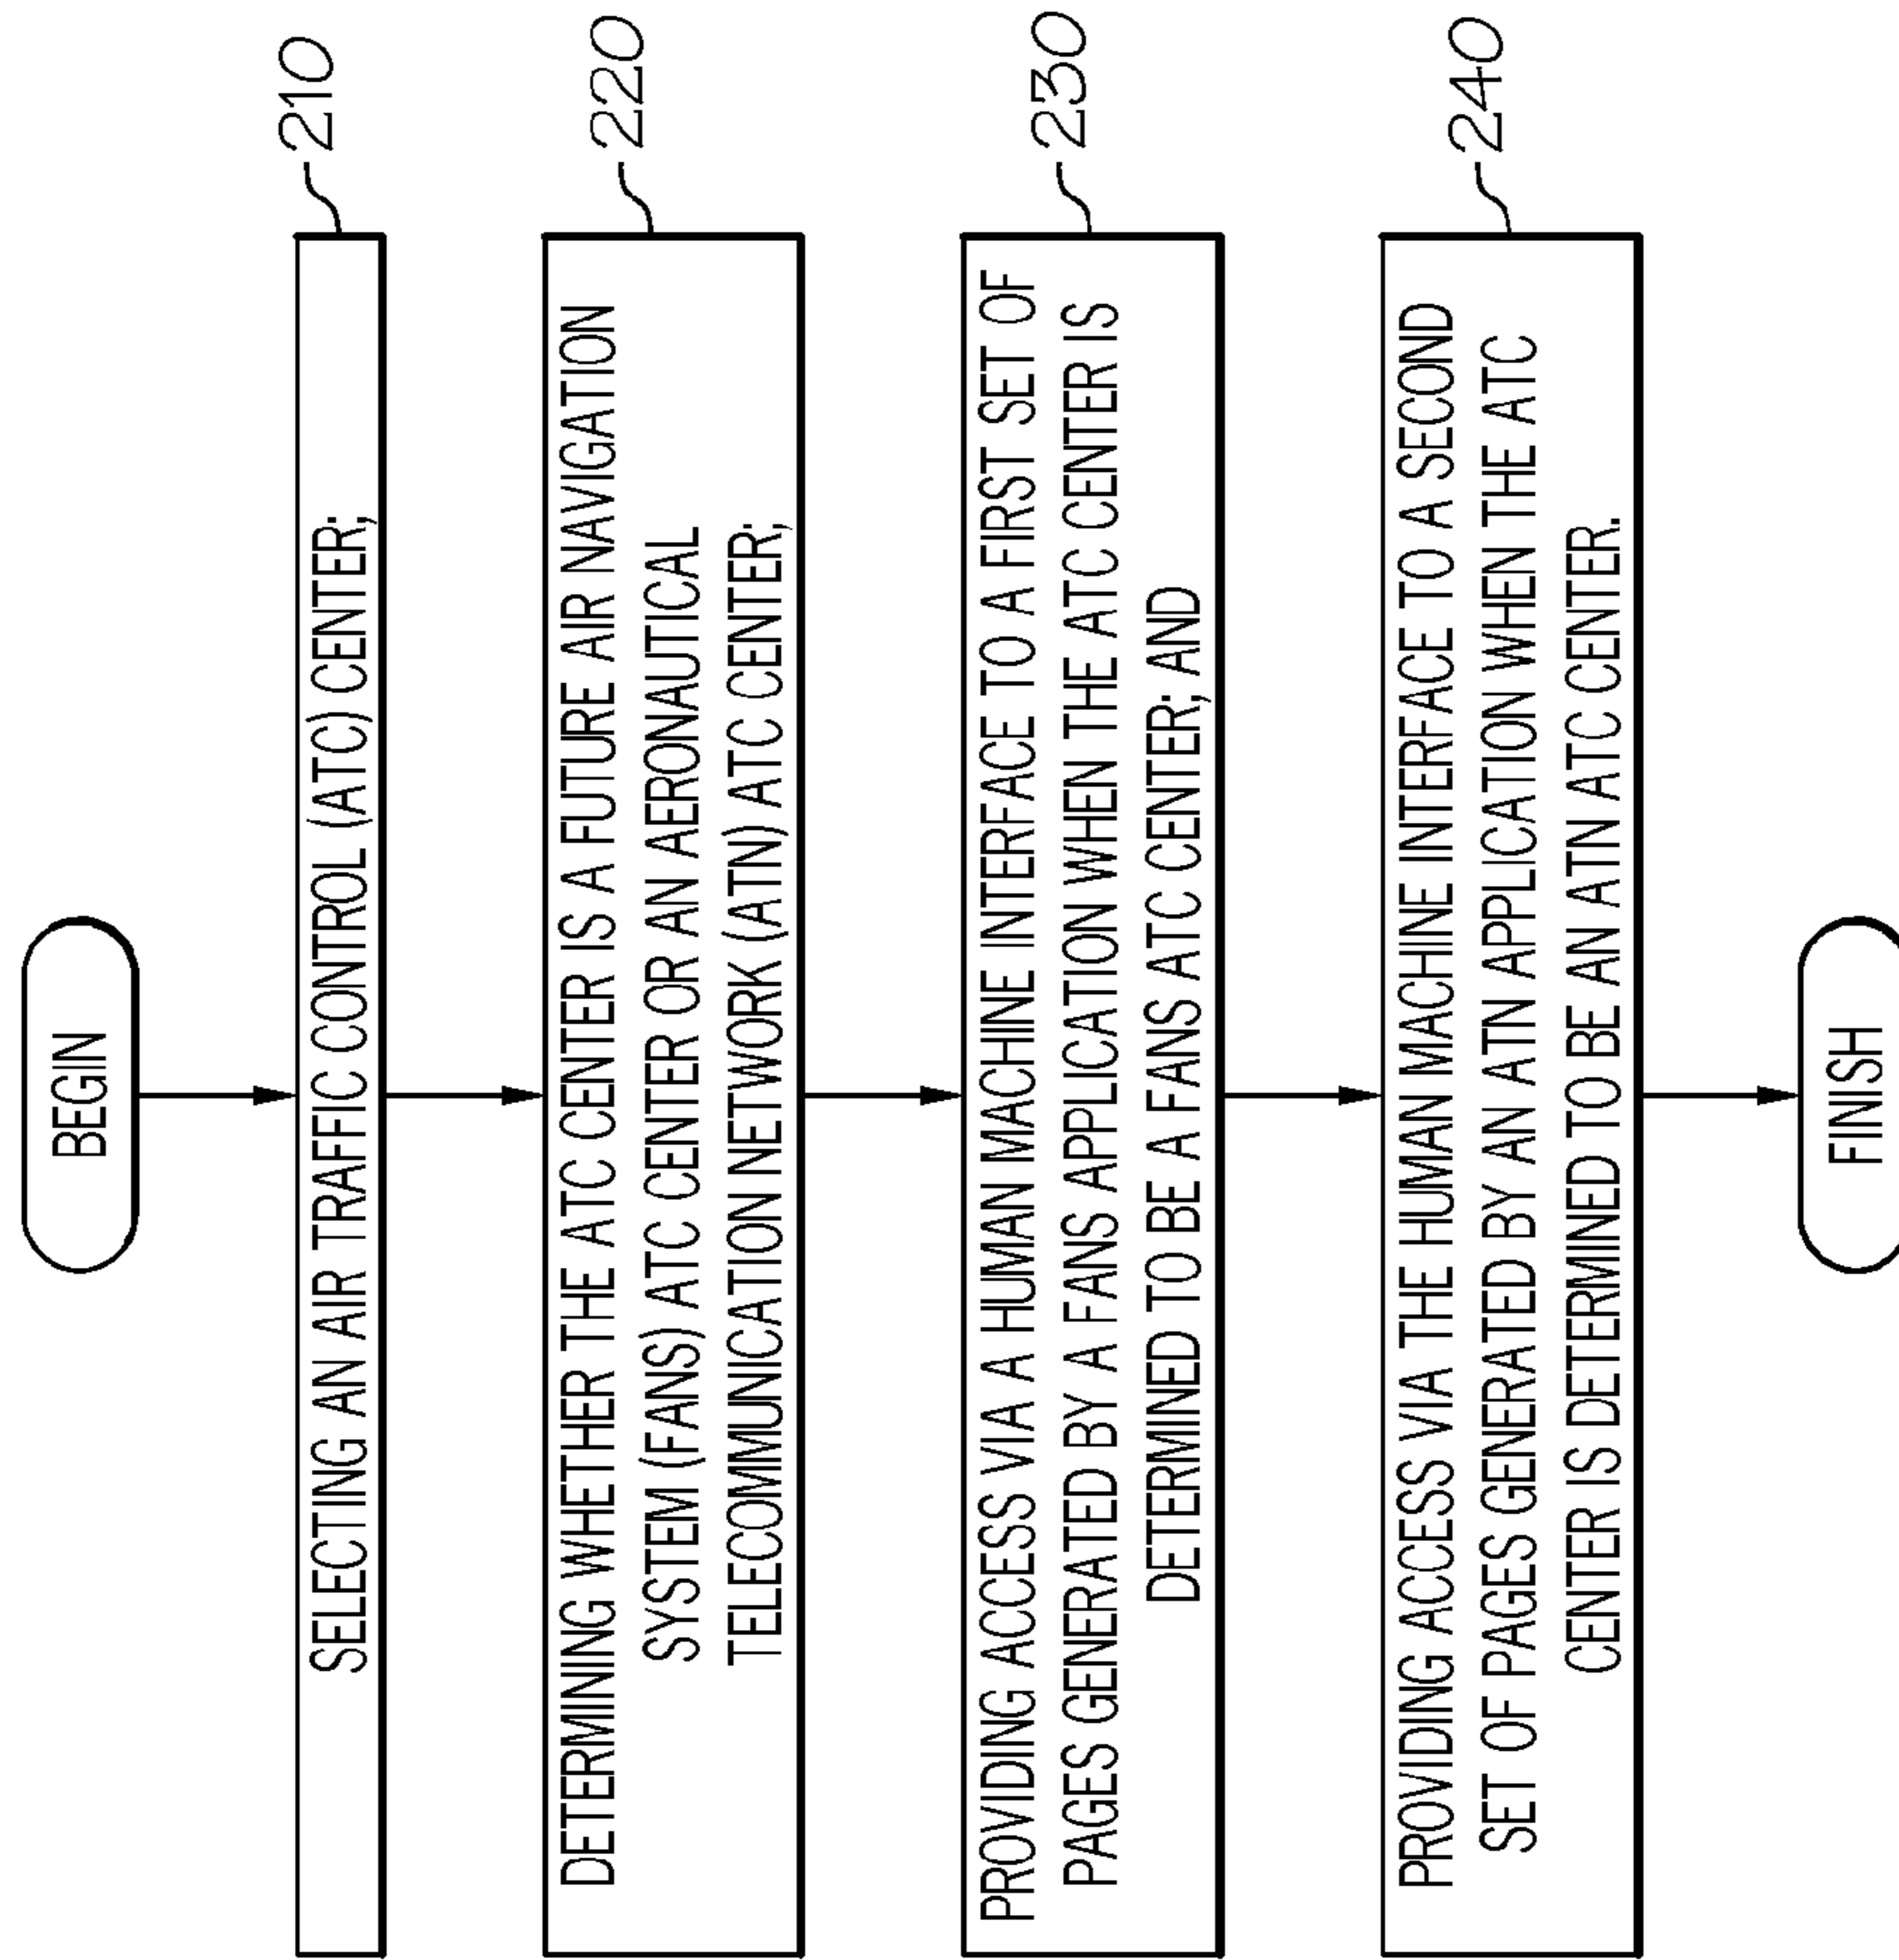 BEGIN
SELECTING AN AIR TRAFFIC CONTROL (ATC) CENTER;
210
DETERMINING WHETHER THE ATC CENTER IS A FUTURE AIR NAVIGATION
SYSTEM (FANS) ATC CENTER OR AN AERONAUTICAL
TELECOMMUNICATION NETWORK (ATN) ATC CENTER;
220
PROVIDING ACCESS VIA A HUMAN MACHINE INTERFACE TO A FIRST SET OF
PAGES GENERATED BY A FANS APPLICATION WHEN THE ATC CENTER IS
DETERMINED TO BE A FANS ATC CENTER; AND
230
PROVIDING ACCESS VIA THE HUMAN MACHINE INTERFACE TO A SECOND
SET OF PAGES GENERATED BY AN ATN APPLICATION WHEN THE ATC
CENTER IS DETERMINED TO BE AN ATN ATC CENTER.
240
FINISH